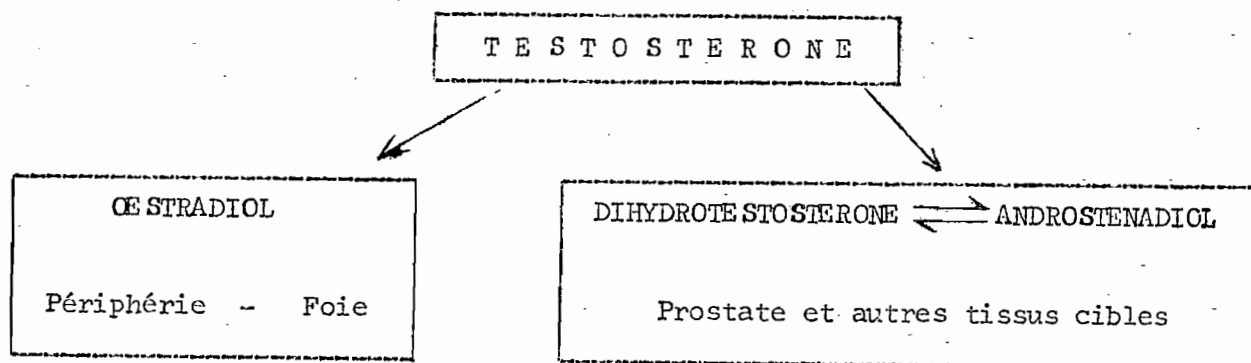 TESTOSTERONE
ŒSTRADIOL
Périphérie - Foie
DIHYDROTESTOSTERONE ⇌ ANDROSTENADIOL
Prostate et autres tissus cibles